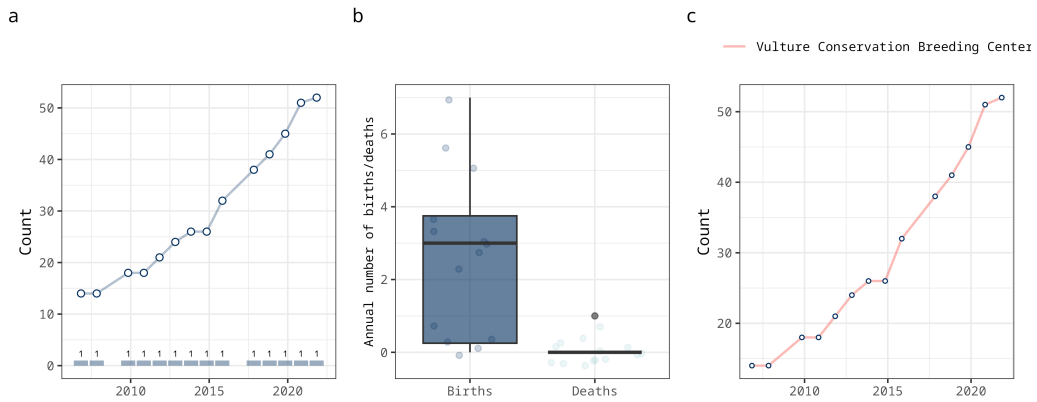 a
Count
50
40
30
20
10
0
1 1 1 1 1 1 1 1 1 1 1 1 1 1
2010 2015 2020
b
Annual number of births/deaths
6
4
2
0
Births Deaths
c
Vulture Conservation Breeding Center
Count
50
40
30
20
2010 2015 2020